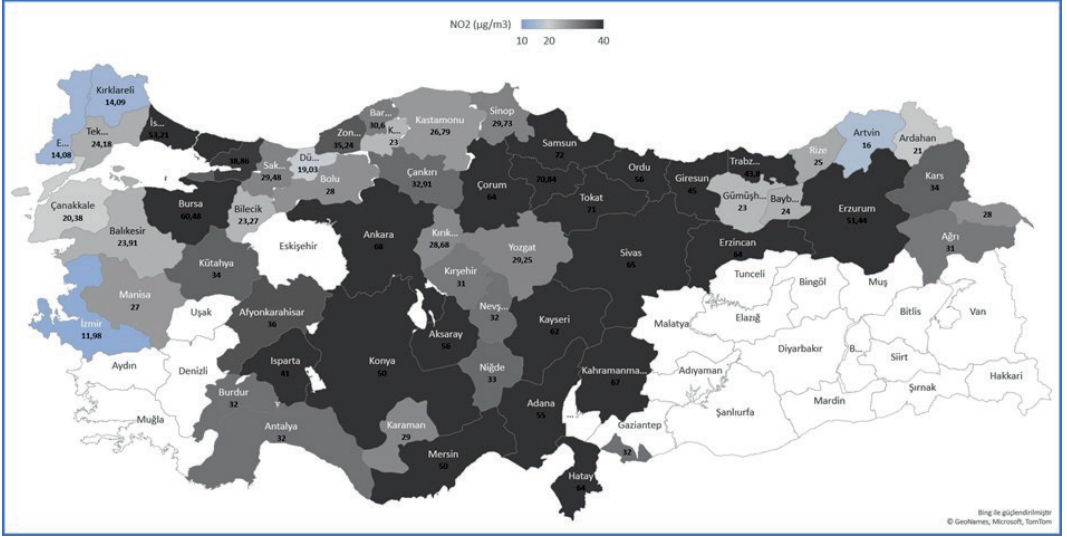 NO2 (µg/m3)
10 20 40
Kırklareli
14,09
E...
14,08
Tek...
24,18
İs...
53,21
38,86
Sak...
29,48
Dü...
19,03
Zon...
35,24
Bar...
30,6
K...
23
Kastamonu
26,79
Sinop
29,73
Samsun
72
70,84
Ordu
56
Giresun
45
Trabz...
43,8
Rize
25
Artvin
16
Ardahan
21
Kars
34
28
Ağrı
31
Erzurum
51,44
Bayb...
24
Gümüşh...
23
Erzincan
64
Tokat
71
Çorum
64
Çankırı
32,91
Bolu
28
Bilecik
23,27
Bursa
60,48
Çanakkale
20,38
Balıkesir
23,91
Kütahya
34
Eskişehir
Ankara
68
Kırık...
28,68
Kırşehir
31
Yozgat
29,25
Sivas
65
Tunceli
Bingöl
Muş
Bitlis
Van
Elazığ
Malatya
Diyarbakır
B...
Siirt
Şırnak
Hakkari
Mardin
Şanlıurfa
Adıyaman
Gaziantep
Kahramanma...
67
Kayseri
62
Nevş...
32
Niğde
33
Aksaray
56
Konya
50
Afyonkarahisar
36
Uşak
Manisa
27
İzmir
11,98
Aydın
Denizli
Muğla
Burdur
32
Isparta
41
Antalya
32
Karaman
29
Mersin
50
Adana
55
...
32
Hatay
64
Bing ile güçlendirilmiştir
© GeoNames, Microsoft, TomTom